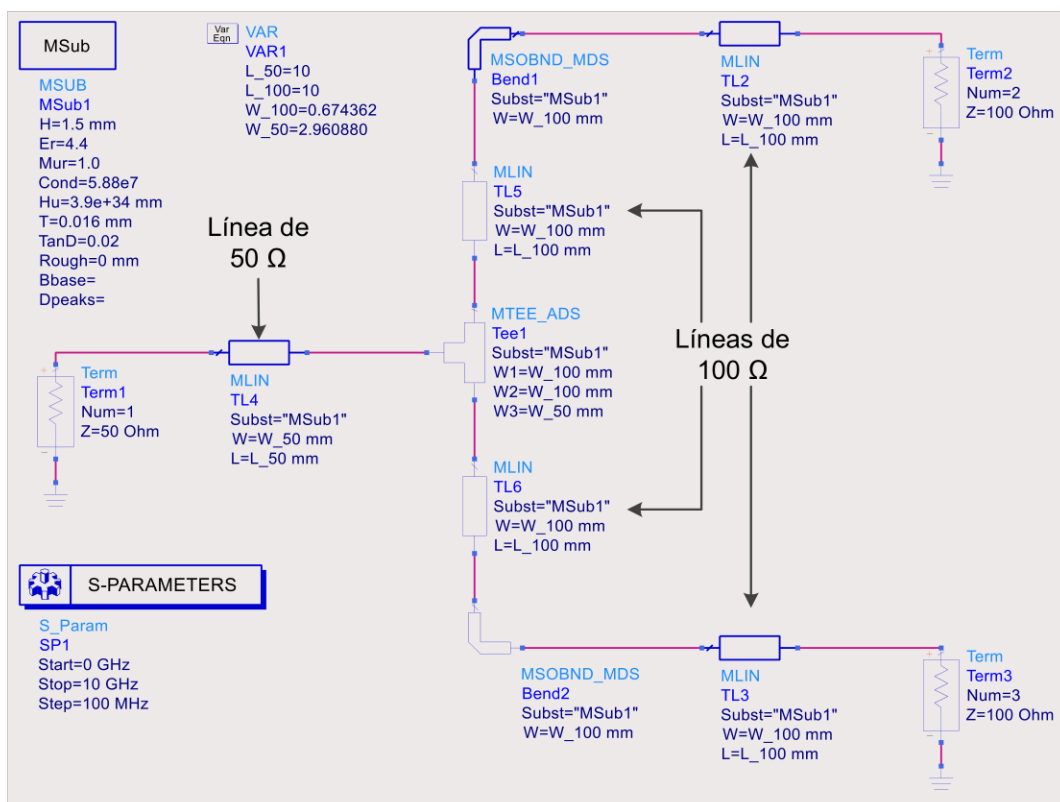 MSub
MSUB
MSub1
H=1.5 mm
Er=4.4
Mur=1.0
Cond=5.88e7
Hu=3.9e+34 mm
T=0.016 mm
TanD=0.02
Rough=0 mm
Bbase=
Dpeaks=
Var
Eqn
VAR
VAR1
L_50=10
L_100=10
W_100=0.674362
W_50=2.960880
MSOBND_MDS
Bend1
Subst="MSub1"
W=W_100 mm
MLIN
TL2
Subst="MSub1"
W=W_100 mm
L=L_100 mm
Term
Term2
Num=2
Z=100 Ohm
MLIN
TL5
Subst="MSub1"
W=W_100 mm
L=L_100 mm
Línea de
50 Ω
MTEE_ADS
Tee1
Subst="MSub1"
W1=W_100 mm
W2=W_100 mm
W3=W_50 mm
Líneas de
100 Ω
Term
Term1
Num=1
Z=50 Ohm
MLIN
TL4
Subst="MSub1"
W=W_50 mm
L=L_50 mm
MLIN
TL6
Subst="MSub1"
W=W_100 mm
L=L_100 mm
S-PARAMETERS
S_Param
SP1
Start=0 GHz
Stop=10 GHz
Step=100 MHz
MSOBND_MDS
Bend2
Subst="MSub1"
W=W_100 mm
MLIN
TL3
Subst="MSub1"
W=W_100 mm
L=L_100 mm
Term
Term3
Num=3
Z=100 Ohm